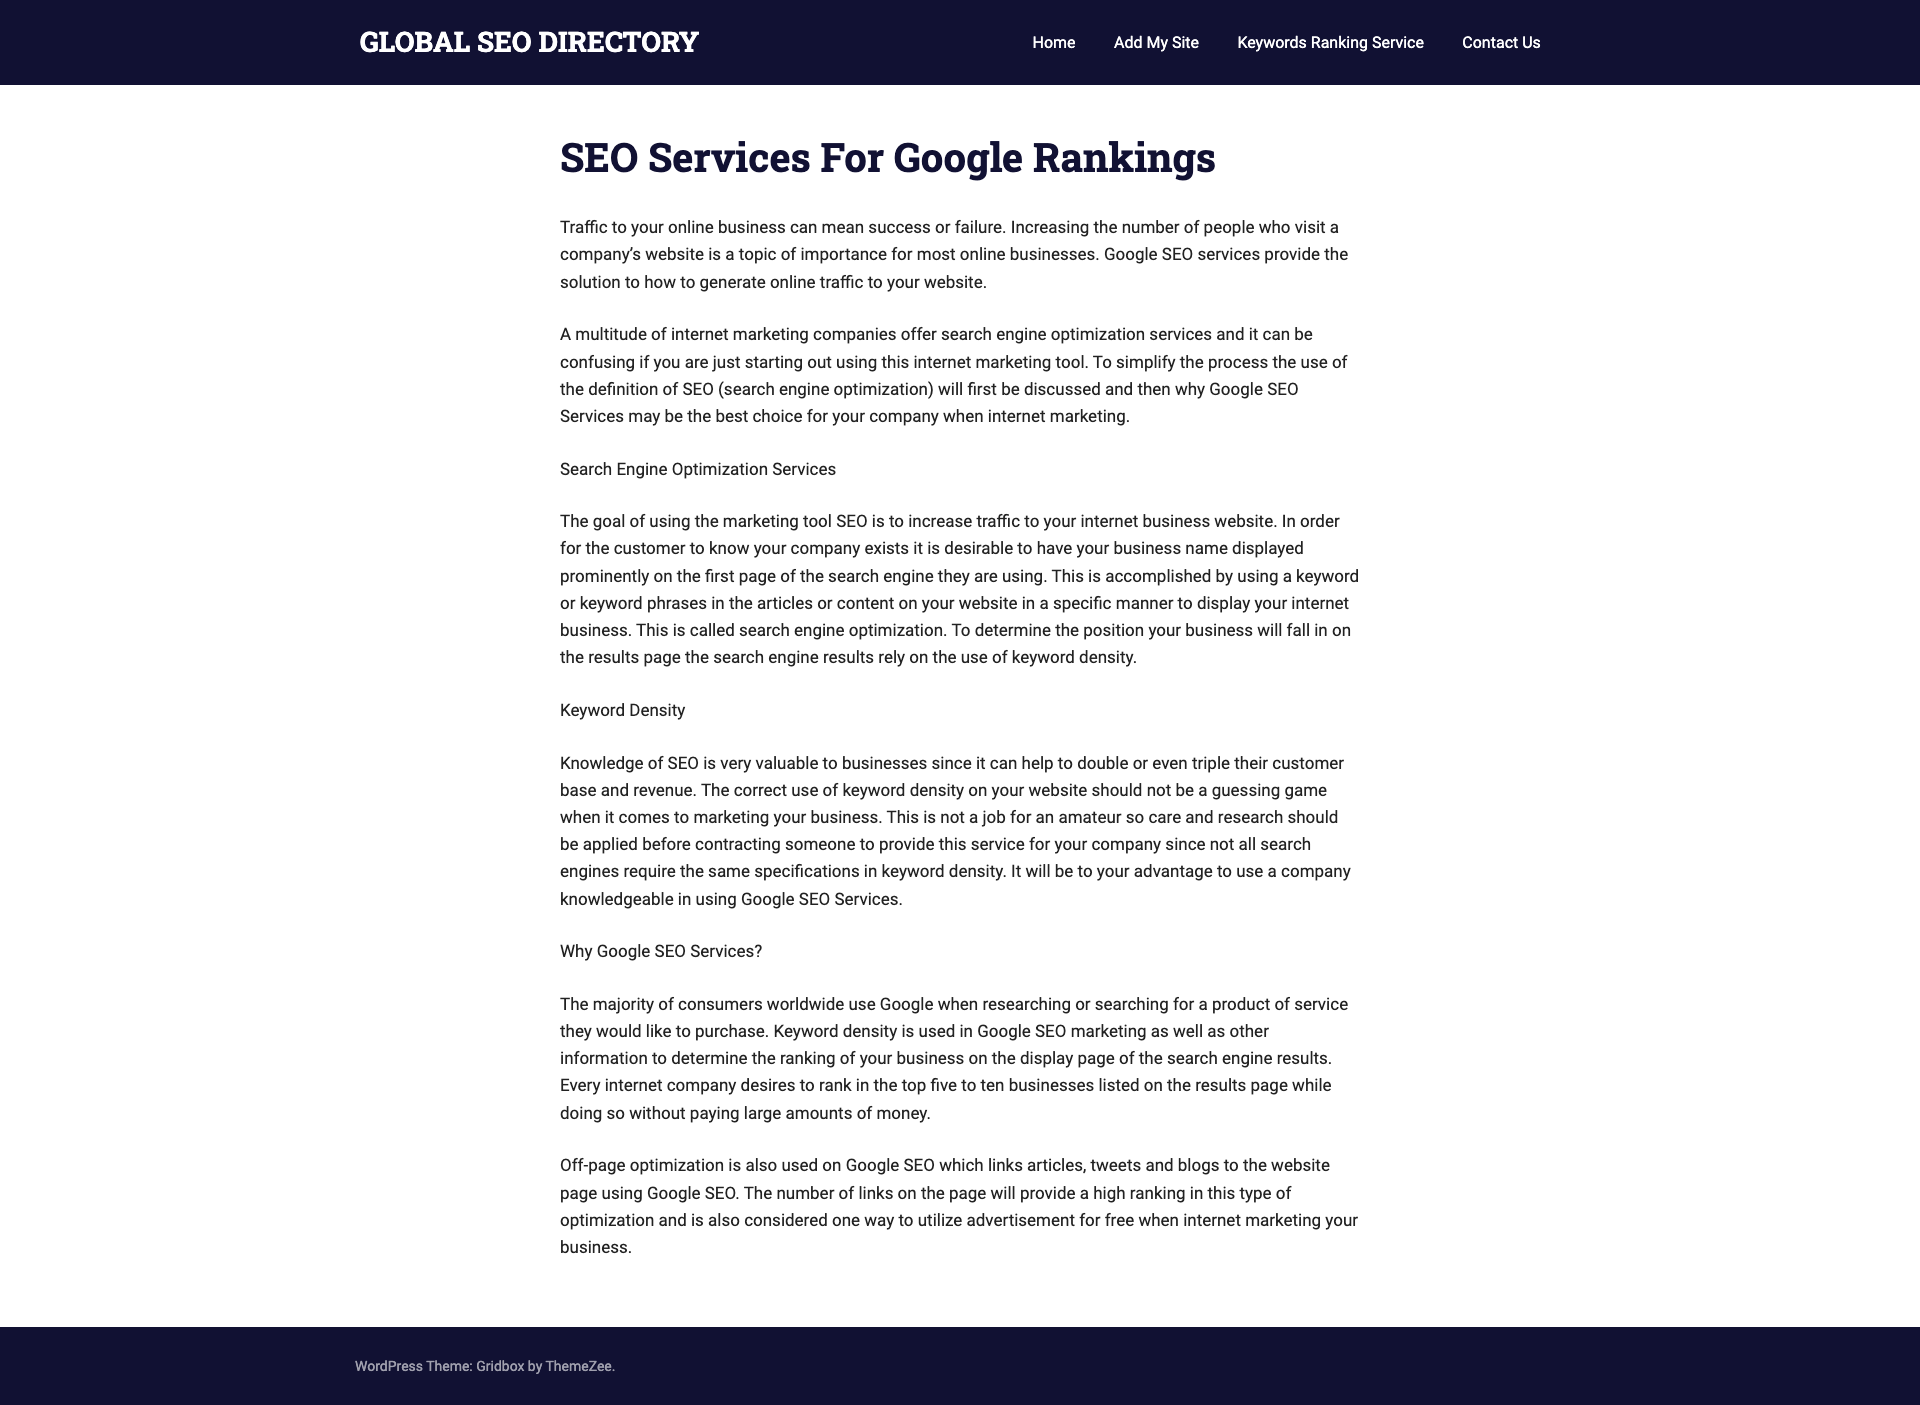 GLOBAL SEO DIRECTORY
Home
Add My Site
Keywords Ranking Service
Contact Us
SEO Services For Google Rankings
Traffic to your online business can mean success or failure. Increasing the number of people who visit a
company’s website is a topic of importance for most online businesses. Google SEO services provide the
solution to how to generate online traffic to your website.
A multitude of internet marketing companies offer search engine optimization services and it can be
confusing if you are just starting out using this internet marketing tool. To simplify the process the use of
the definition of SEO (search engine optimization) will first be discussed and then why Google SEO
Services may be the best choice for your company when internet marketing.
Search Engine Optimization Services
The goal of using the marketing tool SEO is to increase traffic to your internet business website. In order
for the customer to know your company exists it is desirable to have your business name displayed
prominently on the first page of the search engine they are using. This is accomplished by using a keyword
or keyword phrases in the articles or content on your website in a specific manner to display your internet
business. This is called search engine optimization. To determine the position your business will fall in on
the results page the search engine results rely on the use of keyword density.
Keyword Density
Knowledge of SEO is very valuable to businesses since it can help to double or even triple their customer
base and revenue. The correct use of keyword density on your website should not be a guessing game
when it comes to marketing your business. This is not a job for an amateur so care and research should
be applied before contracting someone to provide this service for your company since not all search
engines require the same specifications in keyword density. It will be to your advantage to use a company
knowledgeable in using Google SEO Services.
Why Google SEO Services?
The majority of consumers worldwide use Google when researching or searching for a product of service
they would like to purchase. Keyword density is used in Google SEO marketing as well as other
information to determine the ranking of your business on the display page of the search engine results.
Every internet company desires to rank in the top five to ten businesses listed on the results page while
doing so without paying large amounts of money.
Off-page optimization is also used on Google SEO which links articles, tweets and blogs to the website
page using Google SEO. The number of links on the page will provide a high ranking in this type of
optimization and is also considered one way to utilize advertisement for free when internet marketing your
business.
WordPress Theme: Gridbox by ThemeZee.